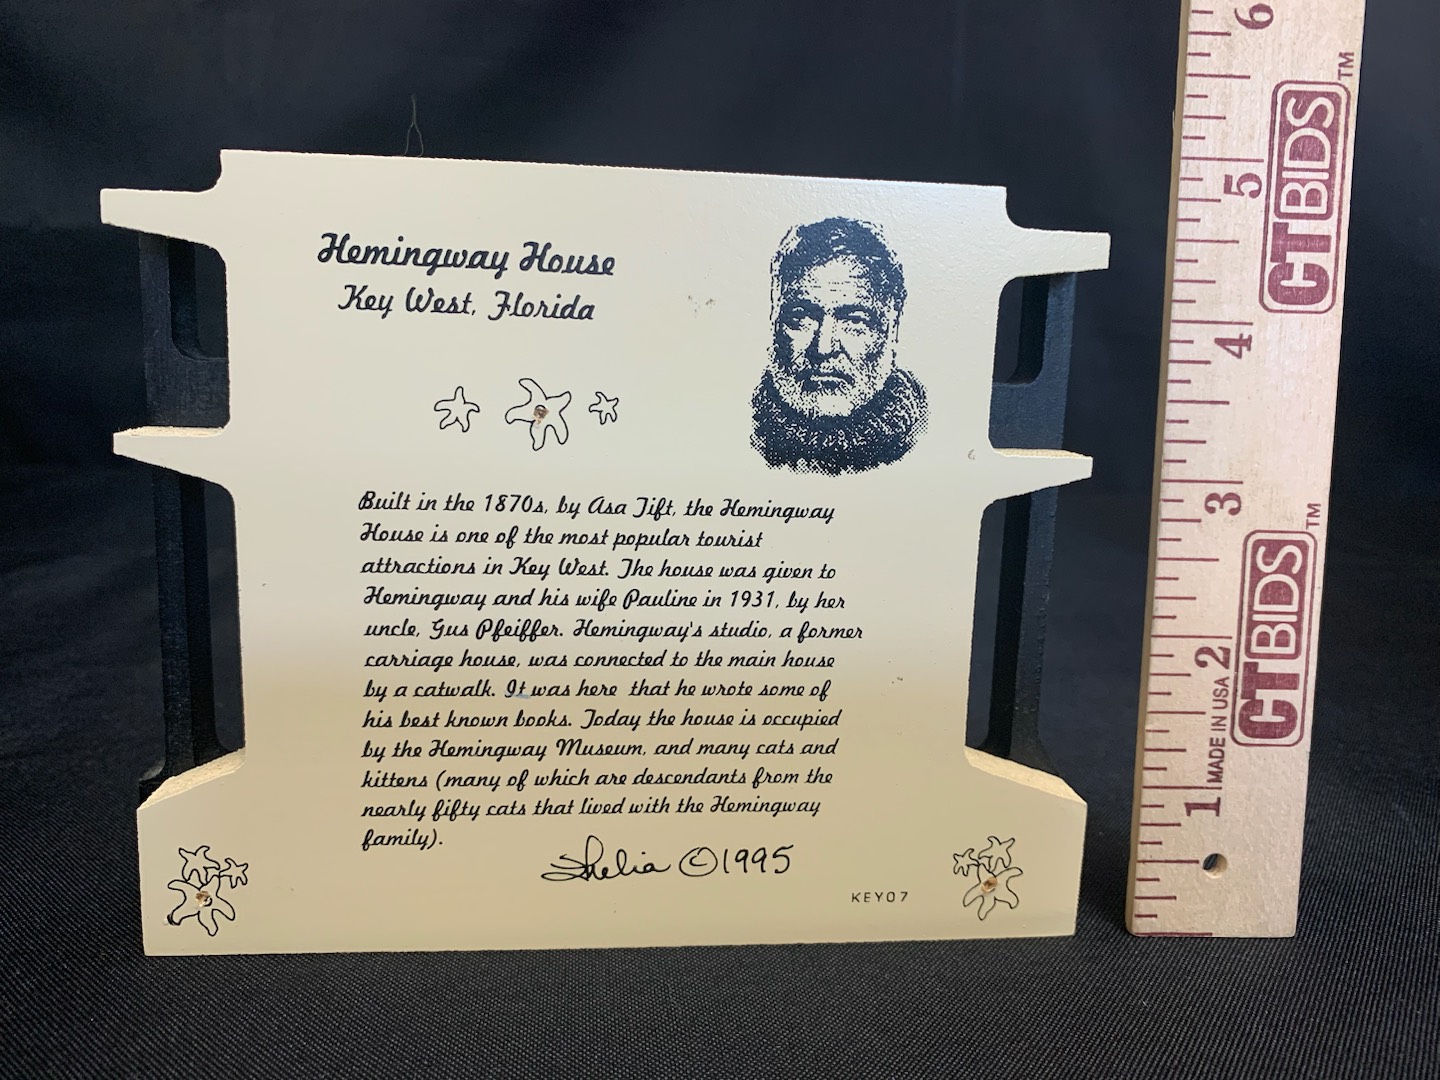 Hemingway House
Key West, Florida
Built in the 1870s, by Asa Tift, the Hemingway
House is one of the most popular tourist
attractions in Key West. The house was given to
Hemingway and his wife Pauline in 1931, by her
uncle, Gus Pfeiffer. Hemingway's studio, a former
carriage house, was connected to the main house
by a catwalk. It was here that he wrote some of
his best known books. Today the house is occupied
by the Hemingway Museum, and many cats and
kittens (many of which are descendants from the
nearly fifty cats that lived with the Hemingway
family).
Shelia ©1995
KEY07
6
CTBIDS™
5
4
3
CTBIDS™
2
MADE IN USA
1